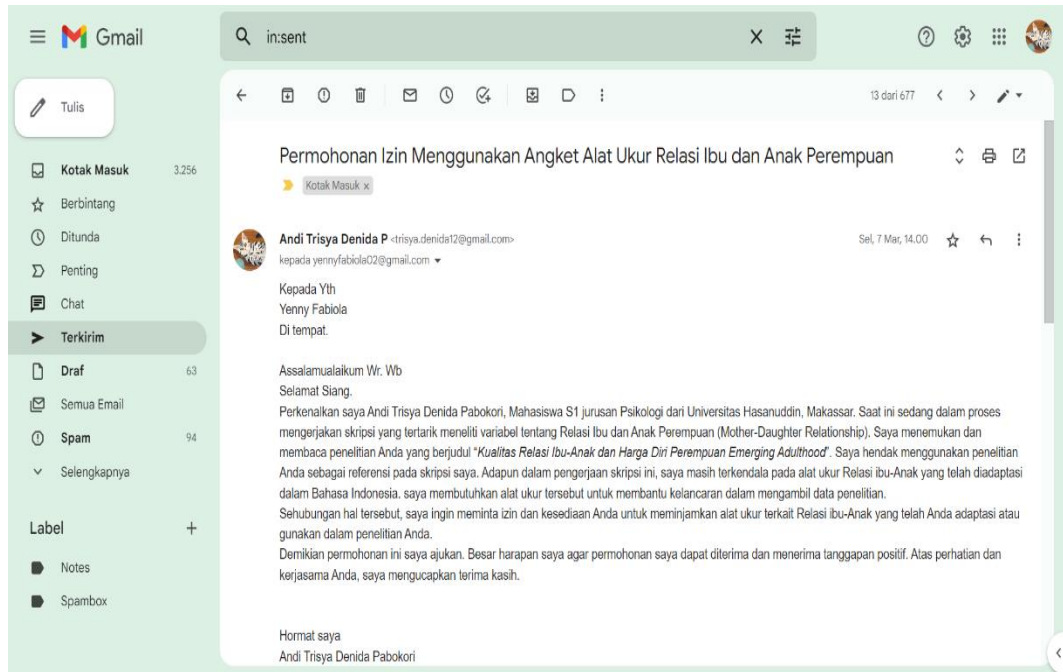 Gmail
in:sent
Tulis
13 dari 677
Kotak Masuk 3.256
Berbintang
Ditunda
Penting
Chat
Terkirim
Draf 63
Semua Email
Spam 94
Selengkapnya
Label
Notes
Spambox
Permohonan Izin Menggunakan Angket Alat Ukur Relasi Ibu dan Anak Perempuan
Kotak Masuk x
Andi Trisya Denida P <trisya.denida12@gmail.com>
Sel, 7 Mar, 14.00
kepada yennyfabiola02@gmail.com
Kepada Yth
Yenny Fabiola
Di tempat.
Assalamualaikum Wr. Wb
Selamat Siang.
Perkenalkan saya Andi Trisya Denida Pabokori, Mahasiswa S1 jurusan Psikologi dari Universitas Hasanuddin, Makassar. Saat ini sedang dalam proses
mengerjakan skripsi yang tertarik meneliti variabel tentang Relasi Ibu dan Anak Perempuan (Mother-Daughter Relationship). Saya menemukan dan
membaca penelitian Anda yang berjudul "Kualitas Relasi Ibu-Anak dan Harga Diri Perempuan Emerging Adulthood". Saya hendak menggunakan penelitian
Anda sebagai referensi pada skripsi saya. Adapun dalam pengerjaan skripsi ini, saya masih terkendala pada alat ukur Relasi ibu-Anak yang telah diadaptasi
dalam Bahasa Indonesia. saya membutuhkan alat ukur tersebut untuk membantu kelancaran dalam mengambil data penelitian.
Sehubungan hal tersebut, saya ingin meminta izin dan kesediaan Anda untuk meminjamkan alat ukur terkait Relasi ibu-Anak yang telah Anda adaptasi atau
gunakan dalam penelitian Anda.
Demikian permohonan ini saya ajukan. Besar harapan saya agar permohonan saya dapat diterima dan menerima tanggapan positif. Atas perhatian dan
kerjasama Anda, saya mengucapkan terima kasih.
Hormat saya
Andi Trisya Denida Pabokori